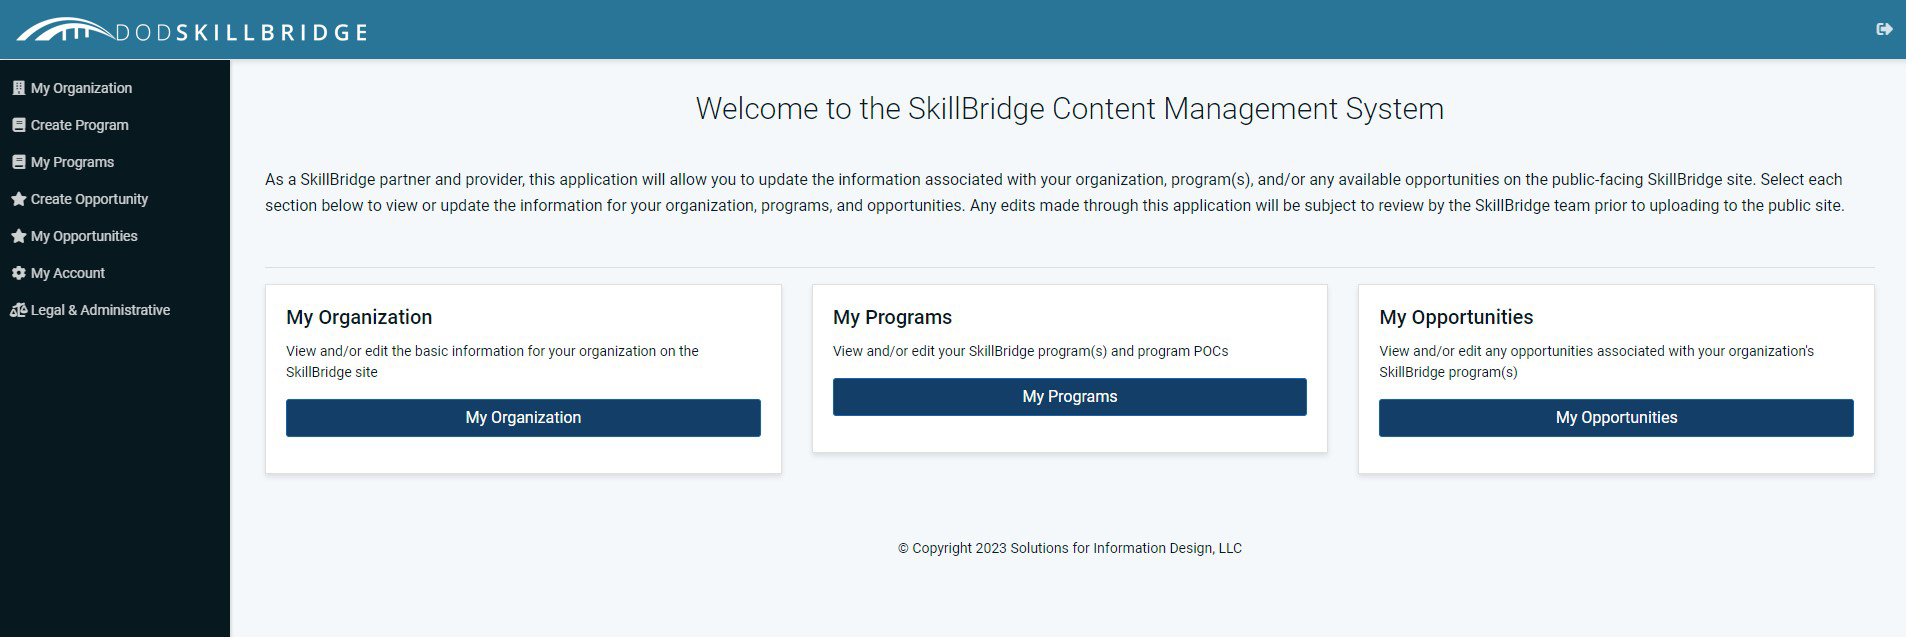 DODSKILLBRIDGE
My Organization
Create Program
My Programs
Create Opportunity
My Opportunities
My Account
Legal & Administrative
Welcome to the SkillBridge Content Management System
As a SkillBridge partner and provider, this application will allow you to update the information associated with your organization, program(s), and/or any available opportunities on the public-facing SkillBridge site. Select each
section below to view or update the information for your organization, programs, and opportunities. Any edits made through this application will be subject to review by the SkillBridge team prior to uploading to the public site.
My Organization
View and/or edit the basic information for your organization on the
SkillBridge site
My Organization
My Programs
View and/or edit your SkillBridge program(s) and program POCs
My Programs
My Opportunities
View and/or edit any opportunities associated with your organization's
SkillBridge program(s)
My Opportunities
© Copyright 2023 Solutions for Information Design, LLC